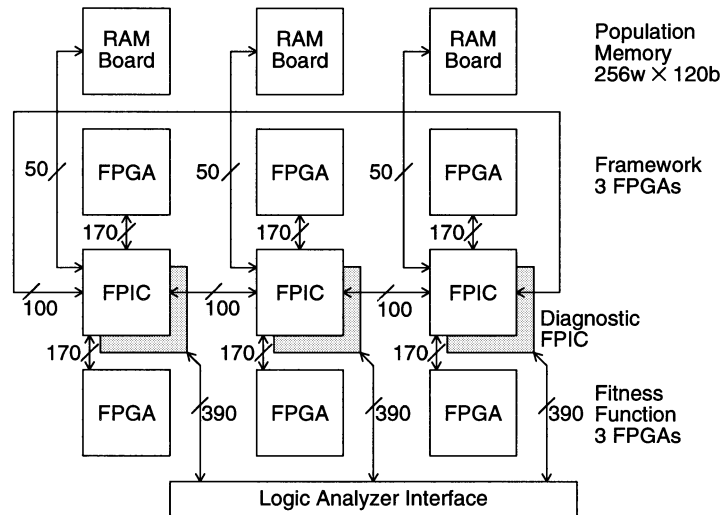 RAM
Board
RAM
Board
RAM
Board
Population
Memory
256w × 120b
50
FPGA
50
FPGA
50
FPGA
Framework
3 FPGAs
170
170
170
FPIC
FPIC
FPIC
100
100
100
Diagnostic
FPIC
170
170
170
FPGA
390
FPGA
390
FPGA
390
Fitness
Function
3 FPGAs
Logic Analyzer Interface